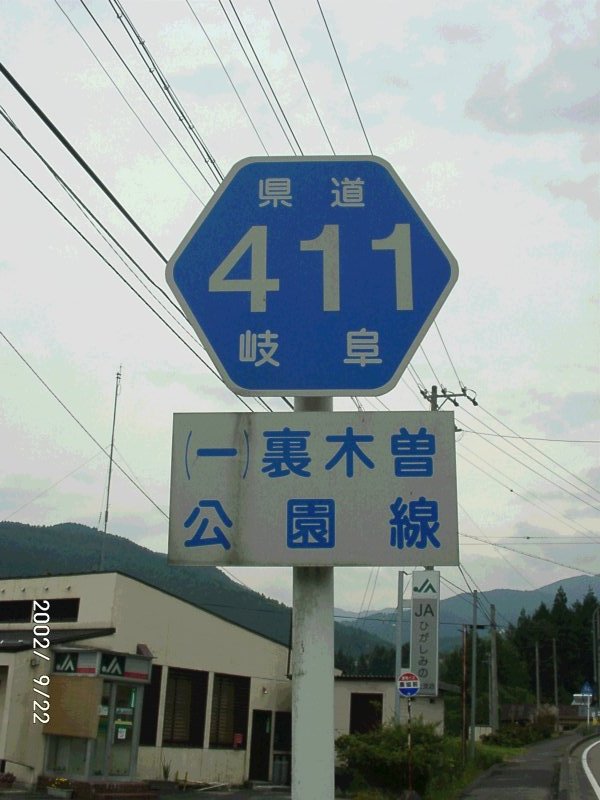 県道
411
岐阜
(一)裏木曽
公園線
JA
JA
JA ひがしみの
2002/ 9/22